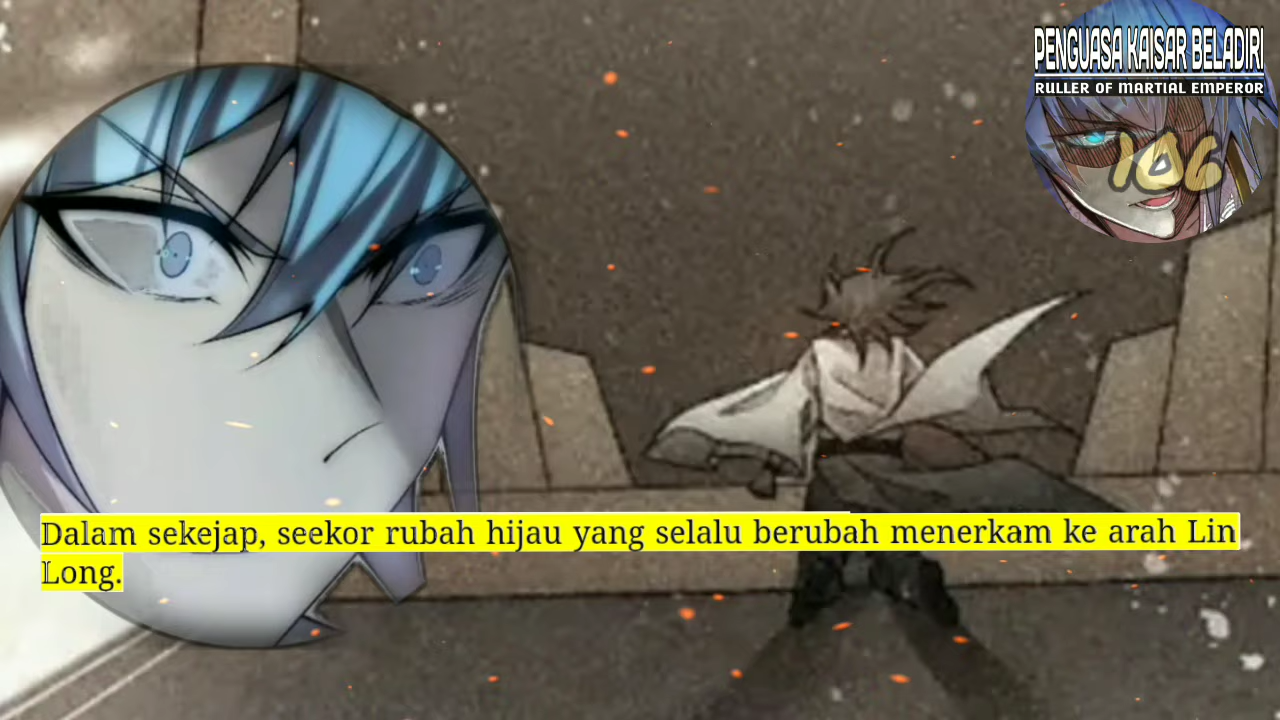 PENGUASA KAISAR BELADIRI
RULLER OF MARTIAL EMPEROR
106
Dalam sekejap, seekor rubah hijau yang selalu berubah menerkam ke arah Lin
Long.